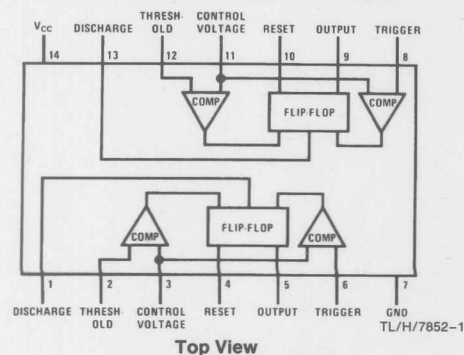 THRESH- CONTROL
VCC DISCHARGE OLD VOLTAGE RESET OUTPUT TRIGGER
14 13 12 11 10 9 8
COMP FLIP-FLOP COMP
COMP FLIP-FLOP COMP
1 2 3 4 5 6 7
DISCHARGE THRESH- CONTROL RESET OUTPUT TRIGGER GND
OLD VOLTAGE
TL/H/7852-1
Top View